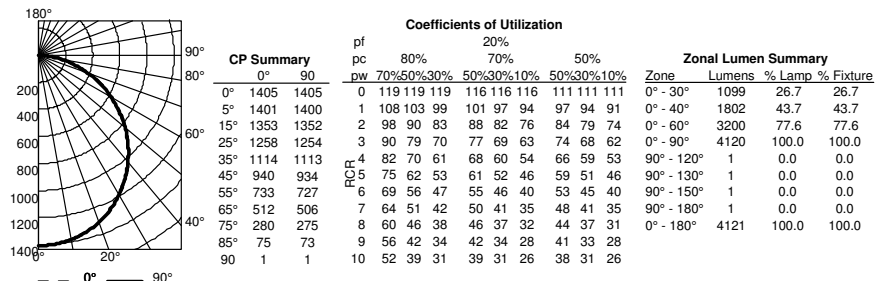 180°
90°
80°
60°
40°
200
400
600
800
1000
1200
1400
0°
20°
0° 90°
CP Summary
0° 90
0° 1405 1405
5° 1401 1400
15° 1353 1352
25° 1258 1254
35° 1114 1113
45° 940 934
55° 733 727
65° 512 506
75° 280 275
85° 75 73
90 1 1
Coefficients of Utilization
pf 20%
pc 80% 70% 50%
pw 70%50%30% 50%30%10% 50%30%10%
RCR
0 119 119 119 116 116 116 111 111 111
1 108 103 99 101 97 94 97 94 91
2 98 90 83 88 82 76 84 79 74
3 90 79 70 77 69 63 74 68 62
4 82 70 61 68 60 54 66 59 53
5 75 62 53 61 52 46 59 51 46
6 69 56 47 55 46 40 53 45 40
7 64 51 42 50 41 35 48 41 35
8 60 46 38 46 37 32 44 37 31
9 56 42 34 42 34 28 41 33 28
10 52 39 31 39 31 26 38 31 26
Zonal Lumen Summary
Zone Lumens % Lamp % Fixture
0° - 30° 1099 26.7 26.7
0° - 40° 1802 43.7 43.7
0° - 60° 3200 77.6 77.6
0° - 90° 4120 100.0 100.0
90° - 120° 1 0.0 0.0
90° - 130° 1 0.0 0.0
90° - 150° 1 0.0 0.0
90° - 180° 1 0.0 0.0
0° - 180° 4121 100.0 100.0